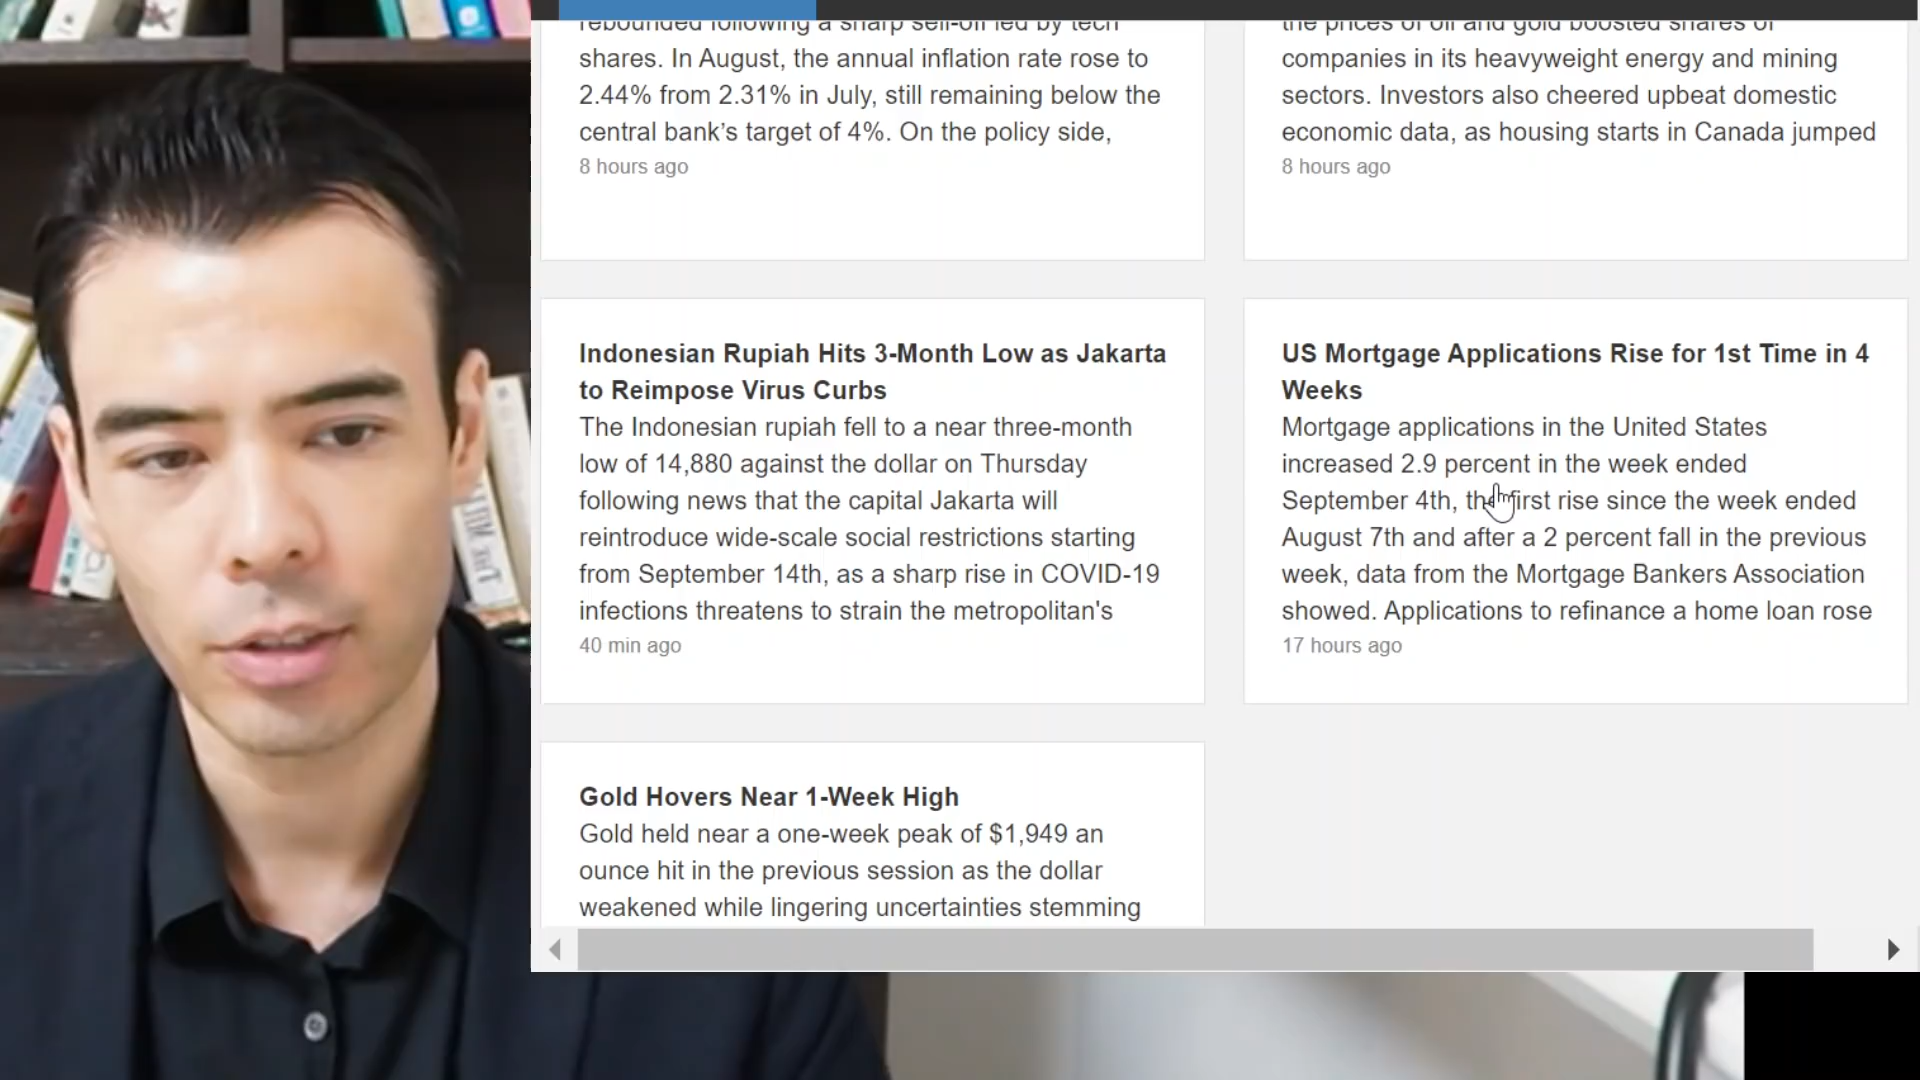 rebounded following a sharp sell-off led by tech
shares. In August, the annual inflation rate rose to
2.44% from 2.31% in July, still remaining below the
central bank’s target of 4%. On the policy side,
8 hours ago
the prices of oil and gold boosted shares of
companies in its heavyweight energy and mining
sectors. Investors also cheered upbeat domestic
economic data, as housing starts in Canada jumped
8 hours ago
Indonesian Rupiah Hits 3-Month Low as Jakarta
to Reimpose Virus Curbs
The Indonesian rupiah fell to a near three-month
low of 14,880 against the dollar on Thursday
following news that the capital Jakarta will
reintroduce wide-scale social restrictions starting
from September 14th, as a sharp rise in COVID-19
infections threatens to strain the metropolitan's
40 min ago
US Mortgage Applications Rise for 1st Time in 4
Weeks
Mortgage applications in the United States
increased 2.9 percent in the week ended
September 4th, the first rise since the week ended
August 7th and after a 2 percent fall in the previous
week, data from the Mortgage Bankers Association
showed. Applications to refinance a home loan rose
17 hours ago
Gold Hovers Near 1-Week High
Gold held near a one-week peak of $1,949 an
ounce hit in the previous session as the dollar
weakened while lingering uncertainties stemming